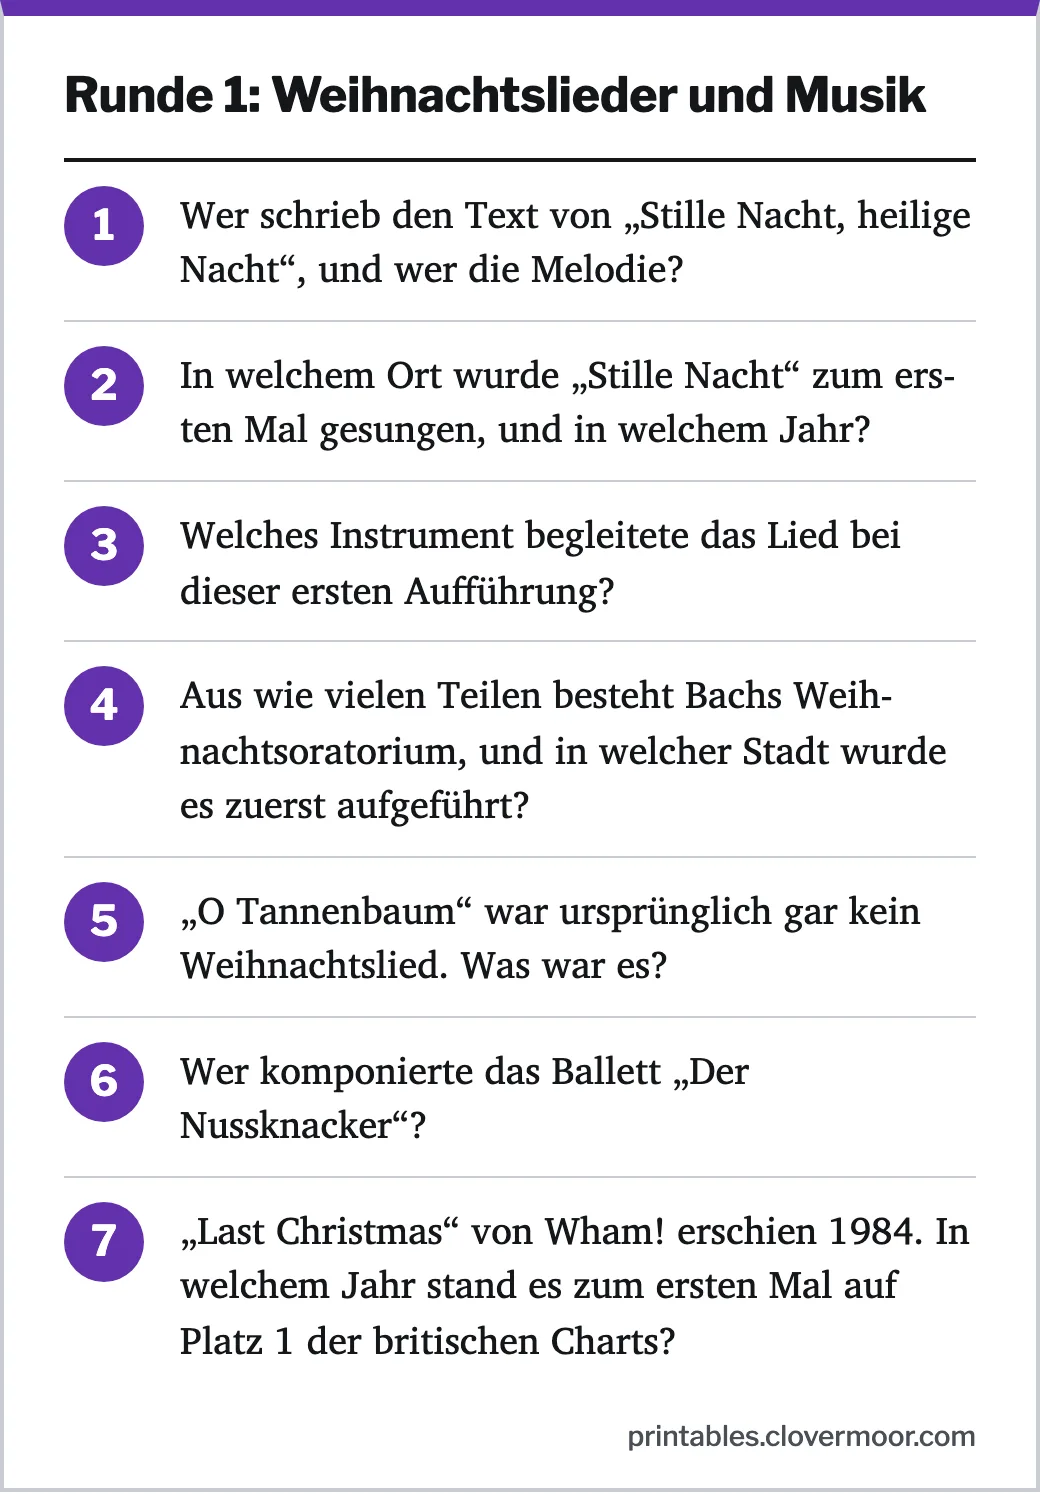 Runde 1: Weihnachtslieder und Musik
1
Wer schrieb den Text von „Stille Nacht, heilige
Nacht“, und wer die Melodie?
2
In welchem Ort wurde „Stille Nacht“ zum ers-
ten Mal gesungen, und in welchem Jahr?
3
Welches Instrument begleitete das Lied bei
dieser ersten Aufführung?
4
Aus wie vielen Teilen besteht Bachs Weih-
nachtsoratorium, und in welcher Stadt wurde
es zuerst aufgeführt?
5
„O Tannenbaum“ war ursprünglich gar kein
Weihnachtslied. Was war es?
6
Wer komponierte das Ballett „Der
Nussknacker“?
7
„Last Christmas“ von Wham! erschien 1984. In
welchem Jahr stand es zum ersten Mal auf
Platz 1 der britischen Charts?
printables.clovermoor.com